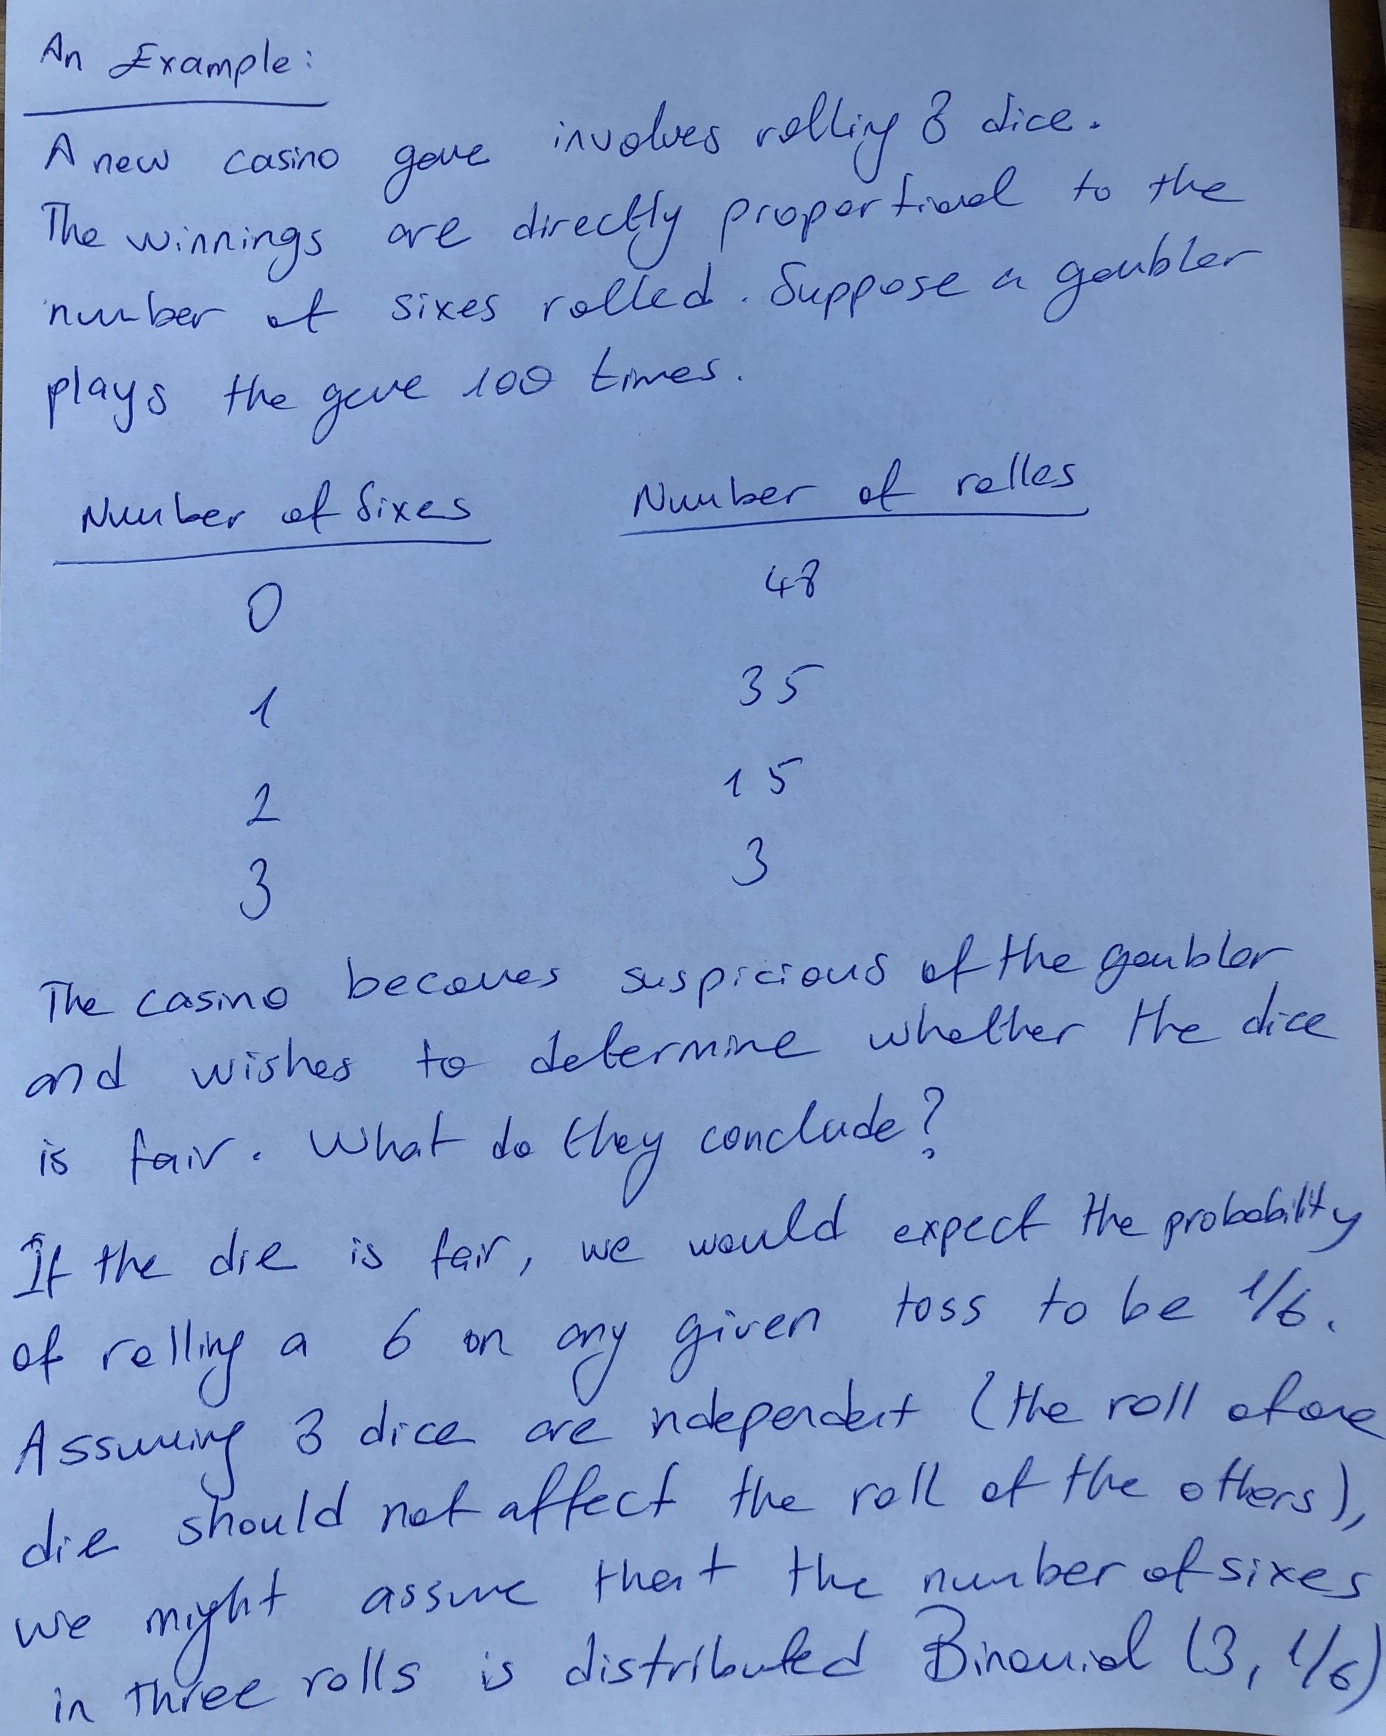 An Example:
A new casino game involves rolling 3 dice.
The winnings are directly proportional to the
number of sixes rolled. Suppose a gambler
plays the game 100 times.
Number of Sixes Number of rolles
0 48
1 35
2 15
3 3
The casino becomes suspicious of the gambler
and wishes to determine whether the dice
is fair. What do they conclude?
If the die is fair, we would expect the probability
of rolling a 6 on any given toss to be 1/6.
Assuming 3 dice are independent (the roll of one
die should not affect the roll of the others),
we might assume that the number of sixes
in three rolls is distributed Binomial (3, 1/6)